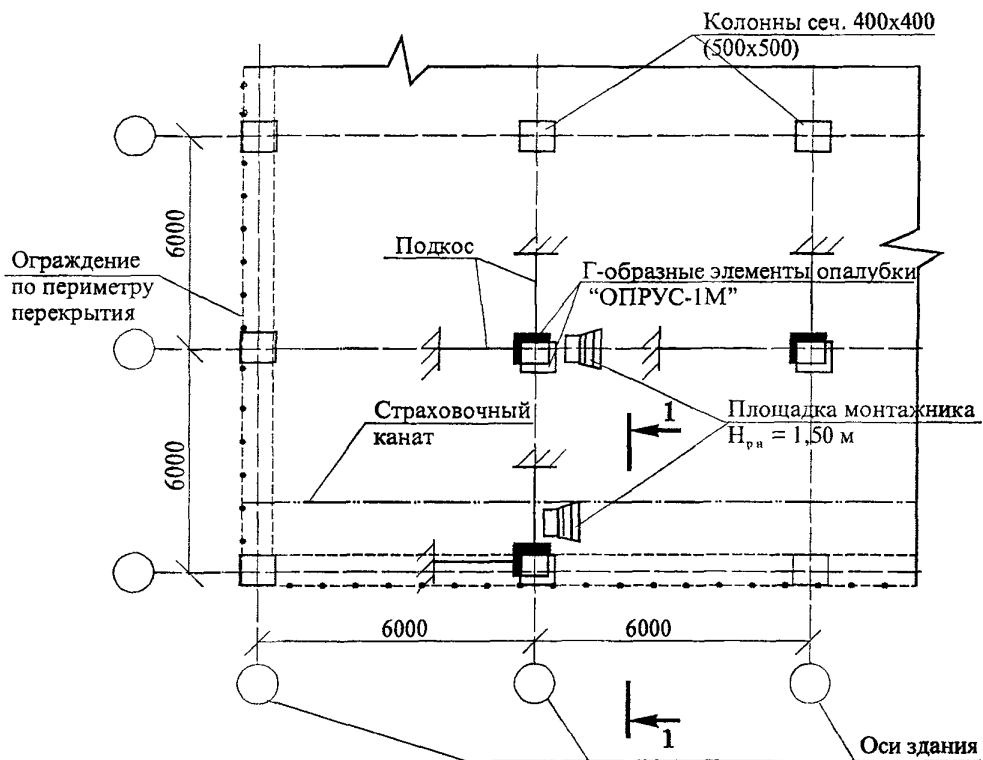 Колонны сеч. 400х400
(500х500)
6000
Подкос
Г-образные элементы опалубки
“ОПРУС-1М”
Ограждение
по периметру
перекрытия
Страховочный
канат
1
Площадка монтажника
Нрн = 1,50 м
6000
6000
6000
1
Оси здания